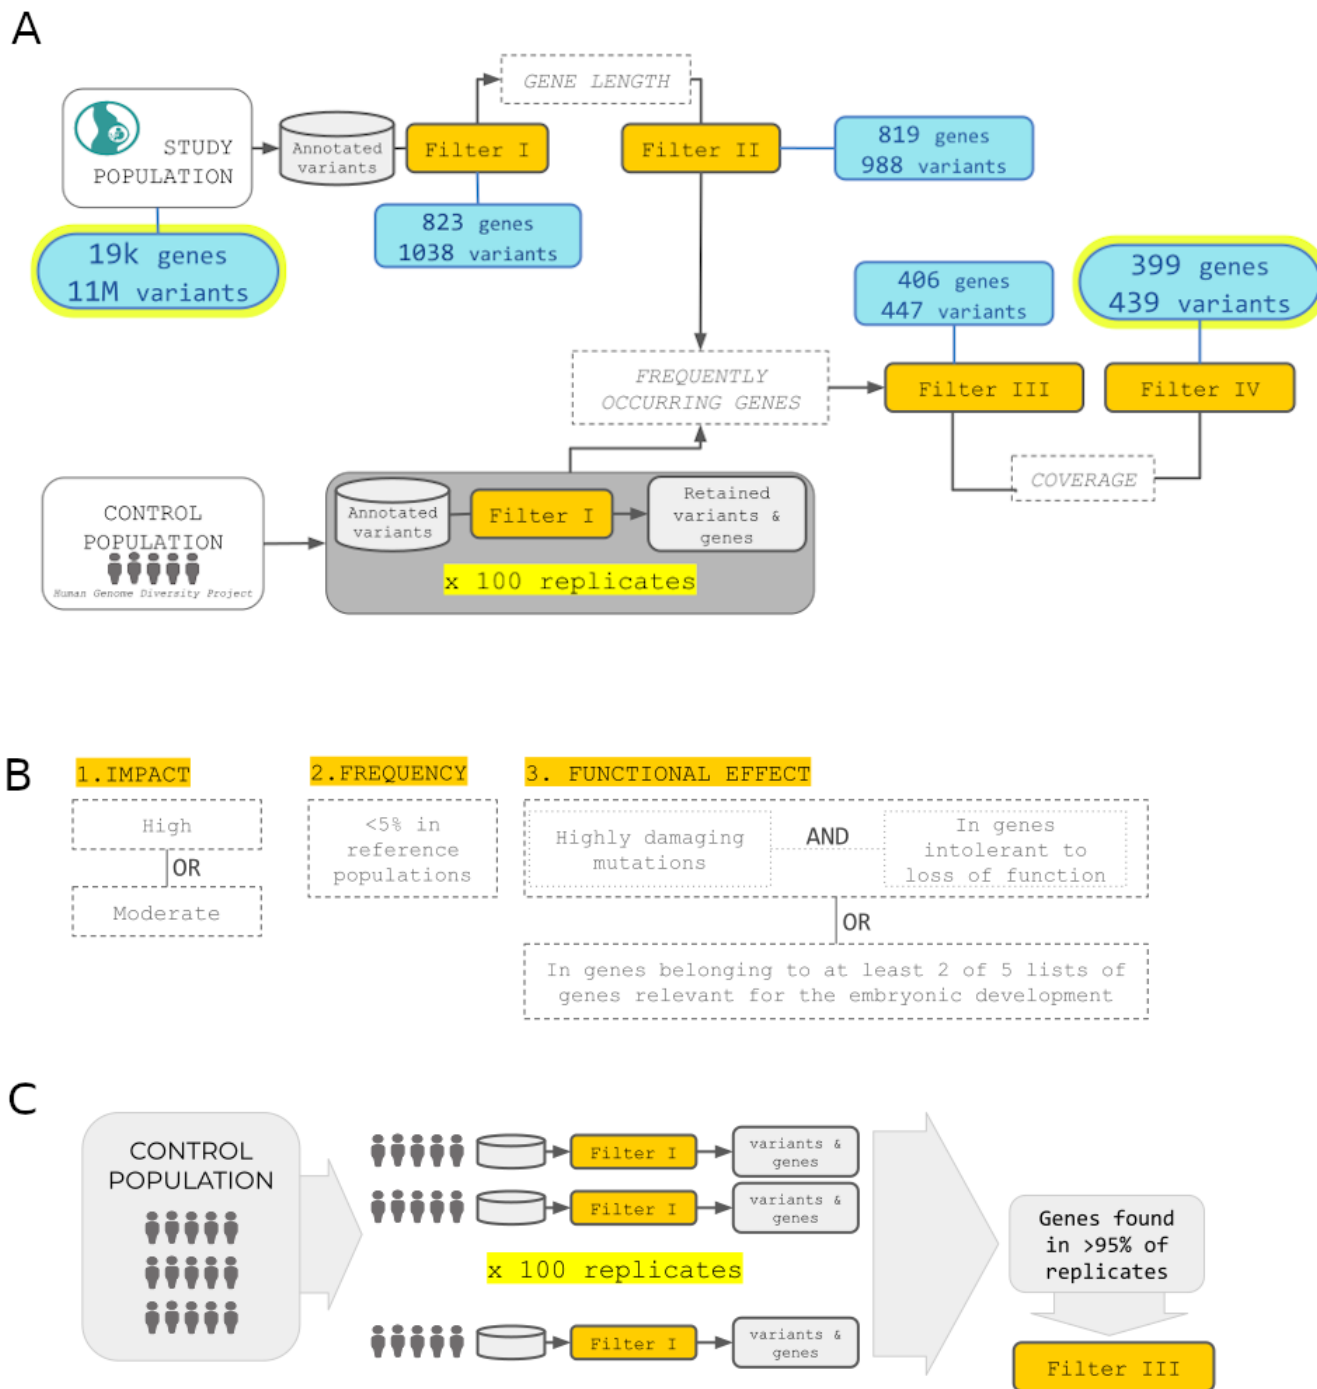 A
GENE LENGTH
STUDY
POPULATION
Annotated
variants
Filter I
Filter II
819 genes
988 variants
823 genes
1038 variants
19k genes
11M variants
406 genes
447 variants
399 genes
439 variants
FREQUENTLY
OCCURRING GENES
Filter III
Filter IV
COVERAGE
CONTROL
POPULATION
Human Genome Diversity Project
Annotated
variants
Filter I
Retained
variants &
genes
x 100 replicates
B
1.IMPACT
High
OR
Moderate
2.FREQUENCY
<5% in
reference
populations
3. FUNCTIONAL EFFECT
Highly damaging
mutations
AND
In genes
intolerant to
loss of function
OR
In genes belonging to at least 2 of 5 lists of
genes relevant for the embryonic development
C
CONTROL
POPULATION
Filter I
variants &
genes
Filter I
variants &
genes
x 100 replicates
Filter I
variants &
genes
Genes found
in >95% of
replicates
Filter III